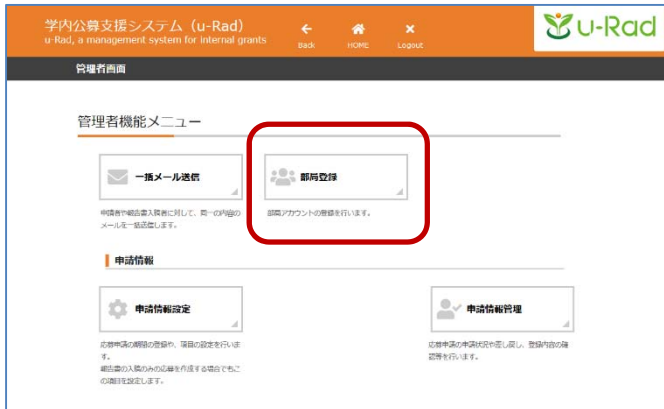 学内公募支援システム（u-Rad）
u-Rad, a management system for internal grants
Back
HOME
Logout
u-Rad
管理者画面
管理者機能メニュー
一括メール送信
部局登録
申請者や報告書入稿者に対して、同一の内容の
メールを一括送信します。
部局アカウントの登録を行います。
申請情報
申請情報設定
申請情報管理
応募申請の期間の登録や、項目の設定を行いま
す。
報告書の入稿のみの応募を作成する場合でもこ
の項目を設定します。
応募申請の申請状況や差し戻し、登録内容の確
認等を行います。